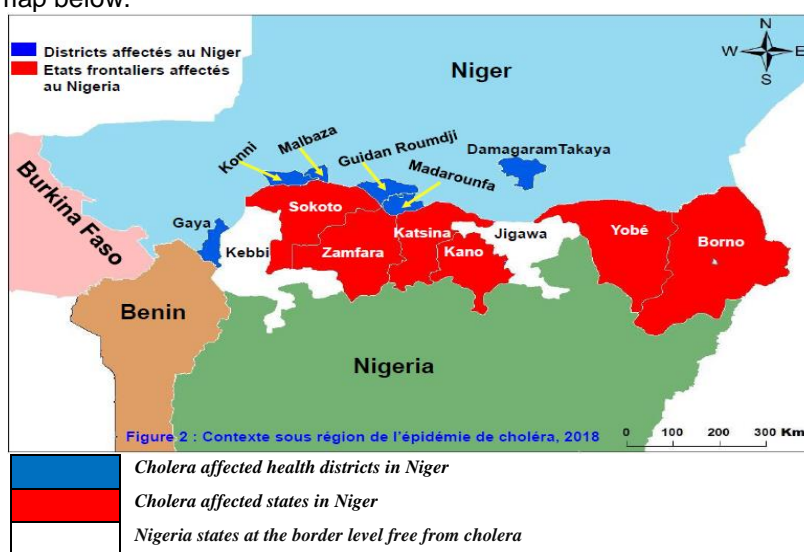 map below.
Districts affectés au Niger
Etats frontaliers affectés
au Nigeria
N
W
E
S
Niger
Konni
Malbaza
Guidan Roumdji
Madarounfa
DamagaramTakaya
Burkina Faso
Gaya
Kebbi
Sokoto
Zamfara
Katsina
Kano
Jigawa
Yobé
Borno
Benin
Nigeria
Figure 2 : Contexte sous région de l'épidémie de choléra, 2018
0 100 200 300 Km
Cholera affected health districts in Niger
Cholera affected states in Niger
Nigeria states at the border level free from cholera